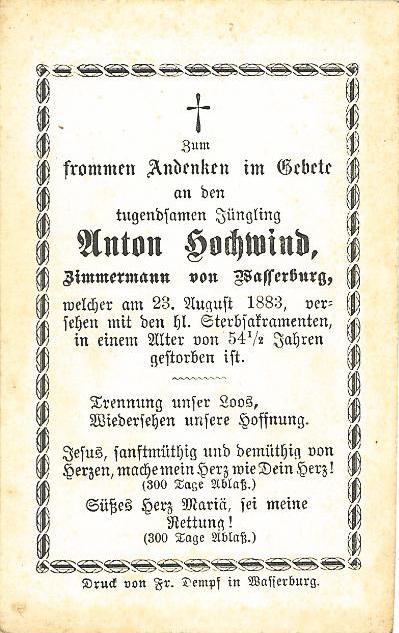 Zum
frommen Andenken im Gebete
an den
tugendsamen Jüngling
Anton Hochwind,
Zimmermann von Wasserburg,
welcher am 23. August 1883, ver-
sehen mit den hl. Sterbsakramenten,
in einem Alter von 54½ Jahren
gestorben ist.
Trennung unser Loos,
Wiedersehen unsere Hoffnung.
Jesus, sanftmüthig und demüthig von
Herzen, mache mein Herz wie Dein Herz!
(300 Tage Ablaß.)
Süßes Herz Mariä, sei meine
Rettung!
(300 Tage Ablaß.)
Druck von Fr. Dempf in Wasserburg.